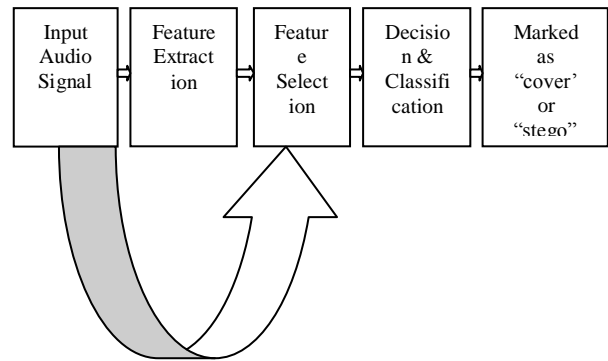 Input
Audio
Signal
Feature
Extract
ion
Featur
e
Select
ion
Decisio
n &
Classifi
cation
Marked
as
“cover’
or
“stego”